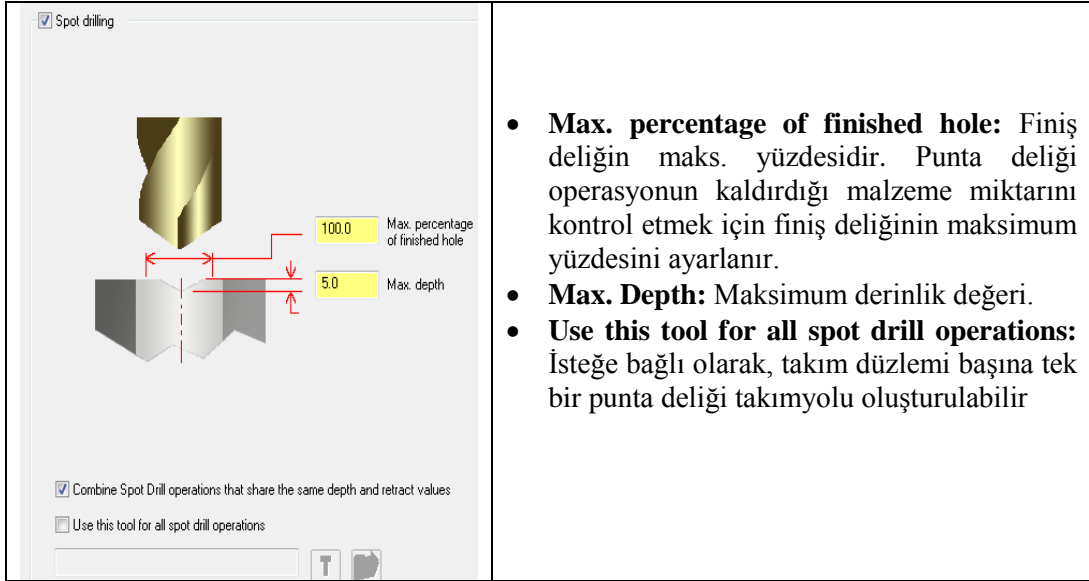 Spot drilling
100.0 Max. percentage
of finished hole
5.0 Max. depth
Combine Spot Drill operations that share the same depth and retract values
Use this tool for all spot drill operations
T
• Max. percentage of finished hole: Finiş
deliğin maks. yüzdesidir. Punta deliği
operasyonun kaldırdığı malzeme miktarını
kontrol etmek için finiş deliğinin maksimum
yüzdesini ayarlanır.
• Max. Depth: Maksimum derinlik değeri.
• Use this tool for all spot drill operations:
İsteğe bağlı olarak, takım düzlemi başına tek
bir punta deliği takımyolu oluşturulabilir